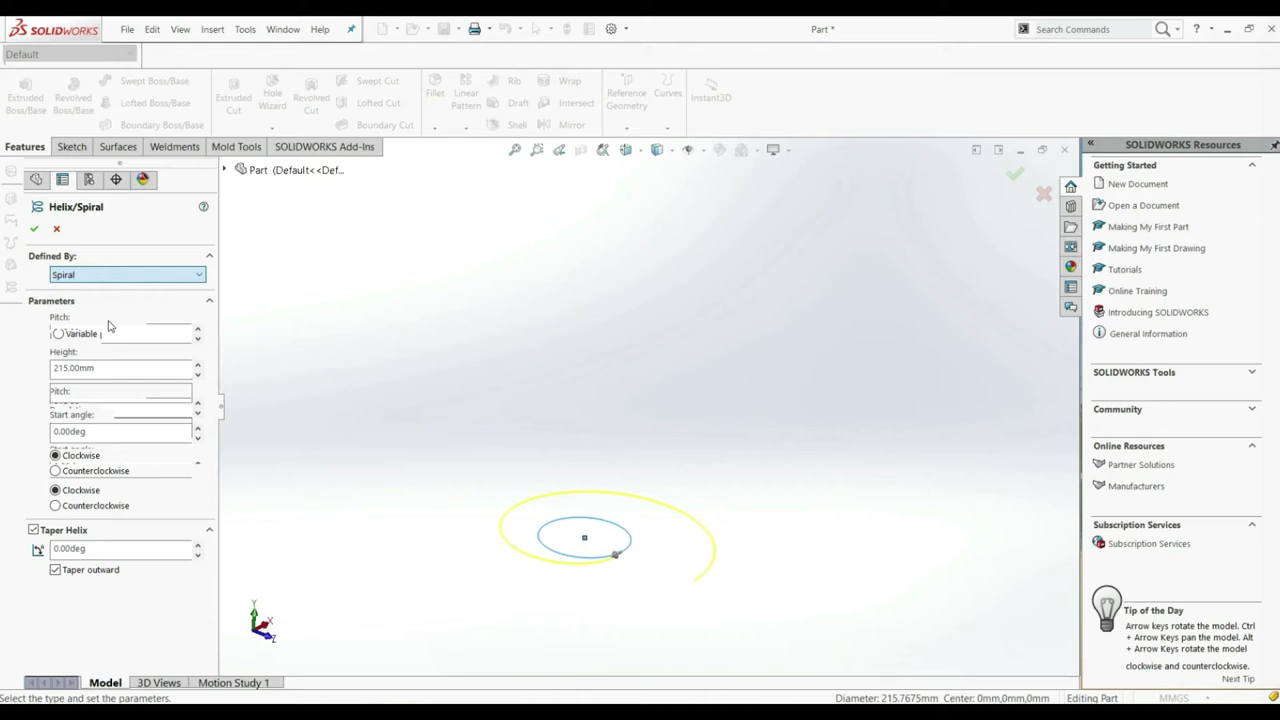 SOLIDWORKS File Edit View Insert Tools Window Help Part * Search Commands
Default
Extruded Boss/Base
Revolved Boss/Base
Swept Boss/Base
Lofted Boss/Base
Boundary Boss/Base
Extruded Cut
Hole Wizard
Revolved Cut
Swept Cut
Lofted Cut
Boundary Cut
Fillet
Linear Pattern
Rib
Draft
Shell
Wrap
Intersect
Mirror
Reference Geometry
Curves
Instant3D
Features Sketch Surfaces Weldments Mold Tools SOLIDWORKS Add-Ins
Part (Default<<Def...
Helix/Spiral
Defined By:
Spiral
Parameters
Pitch:
Variable
Height:
215.00mm
Pitch:
Start angle:
0.00deg
Clockwise
Counterclockwise
Clockwise
Counterclockwise
Taper Helix
0.00deg
Taper outward
Y
X
Z
SOLIDWORKS Resources
Getting Started
New Document
Open a Document
Making My First Part
Making My First Drawing
Tutorials
Online Training
Introducing SOLIDWORKS
General Information
SOLIDWORKS Tools
Community
Online Resources
Partner Solutions
Manufacturers
Subscription Services
Subscription Services
Tip of the Day
Arrow keys rotate the model. Ctrl
+ Arrow Keys pan the model. Alt
+ Arrow Keys rotate the model
clockwise and counterclockwise.
Next Tip
Model 3D Views Motion Study 1
Select the type and set the parameters. Diameter: 215.7675mm Center: 0mm,0mm,0mm Editing Part MMGS